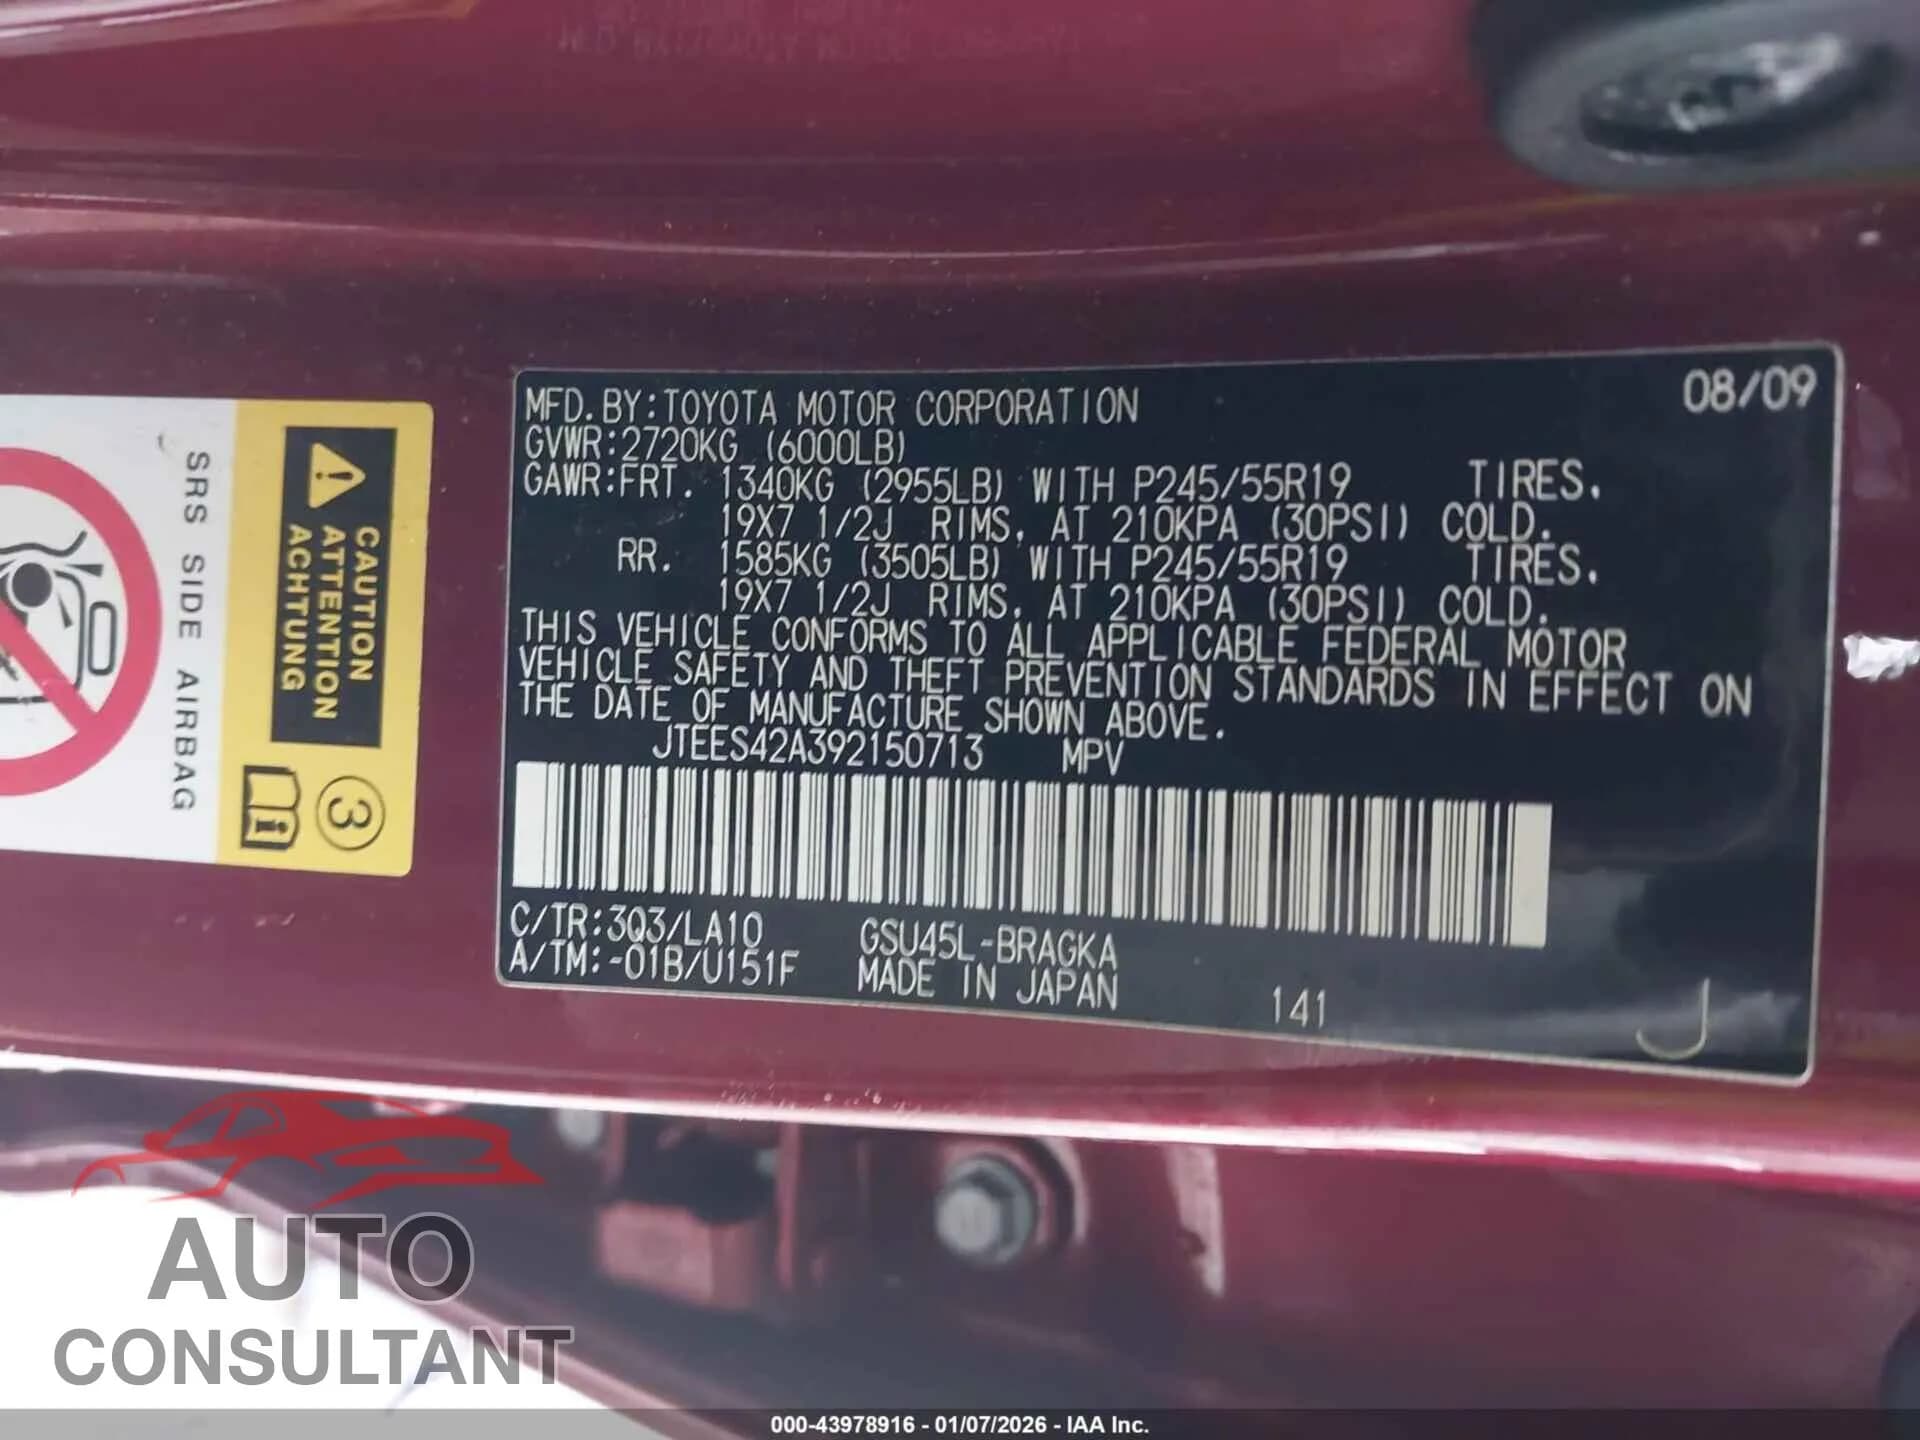 MFD.BY:TOYOTA MOTOR CORPORATION 08/09
GVWR:2720KG (6000LB)
GAWR:FRT. 1340KG (2955LB) WITH P245/55R19 TIRES.
19X7 1/2J RIMS, AT 210KPA (30PSI) COLD.
RR. 1585KG (3505LB) WITH P245/55R19 TIRES.
19X7 1/2J RIMS, AT 210KPA (30PSI) COLD.
THIS VEHICLE CONFORMS TO ALL APPLICABLE FEDERAL MOTOR
VEHICLE SAFETY AND THEFT PREVENTION STANDARDS IN EFFECT ON
THE DATE OF MANUFACTURE SHOWN ABOVE.
JTEES42A392150713 MPV
C/TR:3Q3/LA10 GSU45L-BRAGKA
A/TM:-01B/U151F MADE IN JAPAN
141 J
CAUTION
ATTENTION
ACHTUNG
3
SRS SIDE AIRBAG
AUTO
CONSULTANT
000-43978916 - 01/07/2026 - IAA Inc.